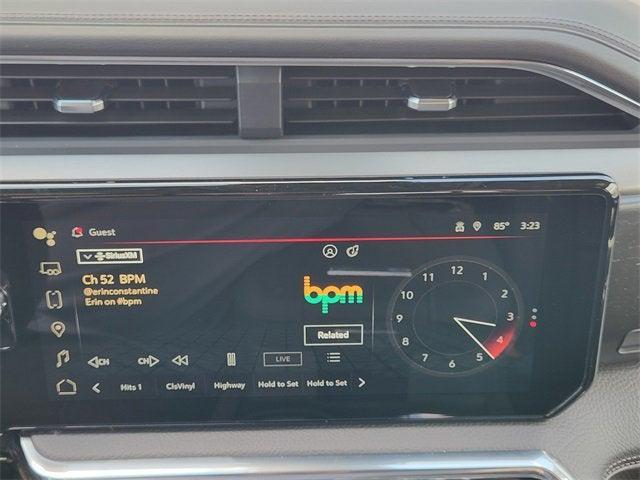 Guest
85° 3:23
SiriusXM
Ch 52 BPM
@erinconstantine
Erin on #bpm
bpm
Related
CH CH LIVE
Hits 1 ClsVinyl Highway Hold to Set Hold to Set
12
11 1
10 2
9 3
8 4
7 5
6